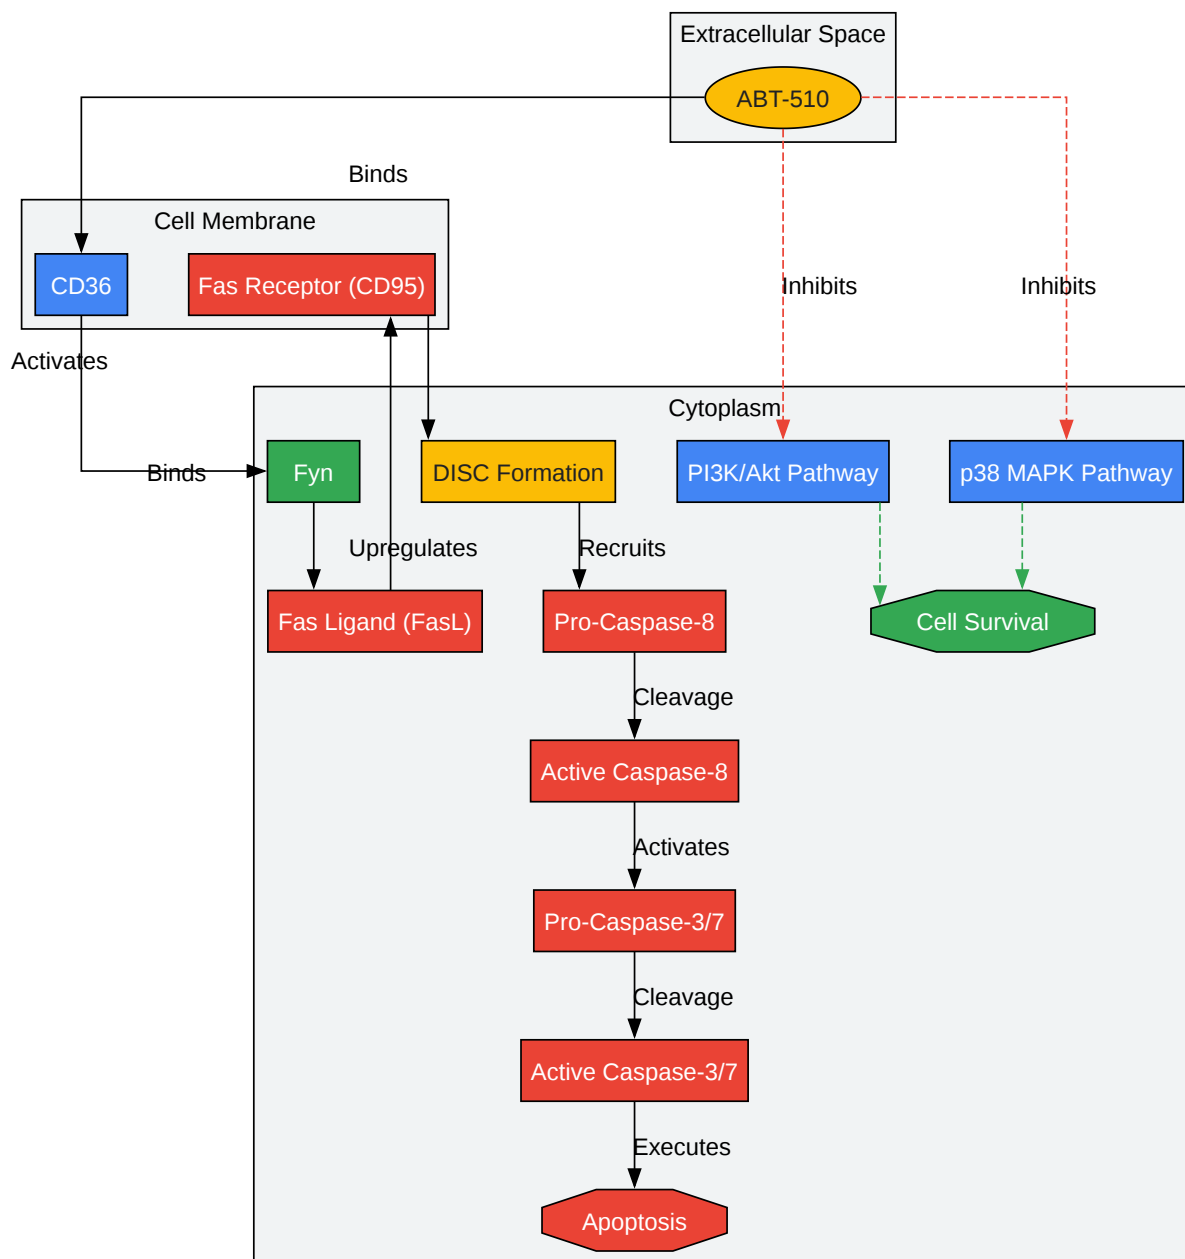 Extracellular Space
ABT-510
Binds
Cell Membrane
CD36
Fas Receptor (CD95)
Inhibits
Inhibits
Activates
Cytoplasm
Binds
Fyn
DISC Formation
PI3K/Akt Pathway
p38 MAPK Pathway
Upregulates
Recruits
Fas Ligand (FasL)
Pro-Caspase-8
Cell Survival
Cleavage
Active Caspase-8
Activates
Pro-Caspase-3/7
Cleavage
Active Caspase-3/7
Executes
Apoptosis